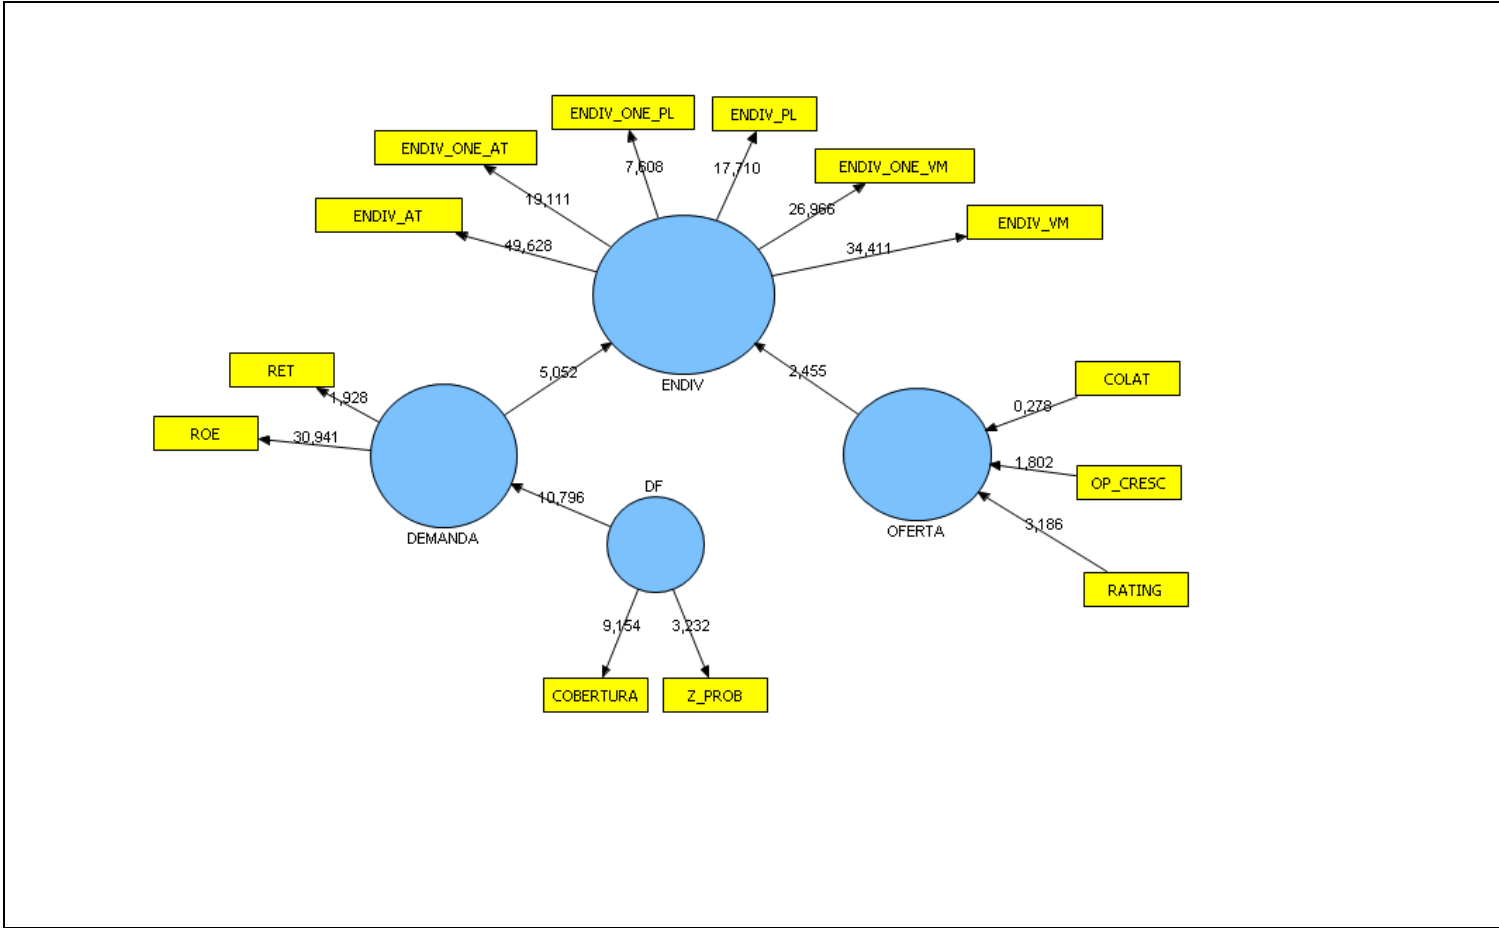 ENDIV_ONE_PL
ENDIV_PL
ENDIV_ONE_AT
ENDIV_ONE_VM
7,608
17,710
19,111
26,966
ENDIV_AT
ENDIV_VM
49,628
34,411
RET
5,052
ENDIV
2,455
COLAT
1,928
0,278
ROE
30,941
1,802
OP_CRESC
DF
10,796
DEMANDA
OFERTA
3,186
RATING
9,154
3,232
COBERTURA
Z_PROB